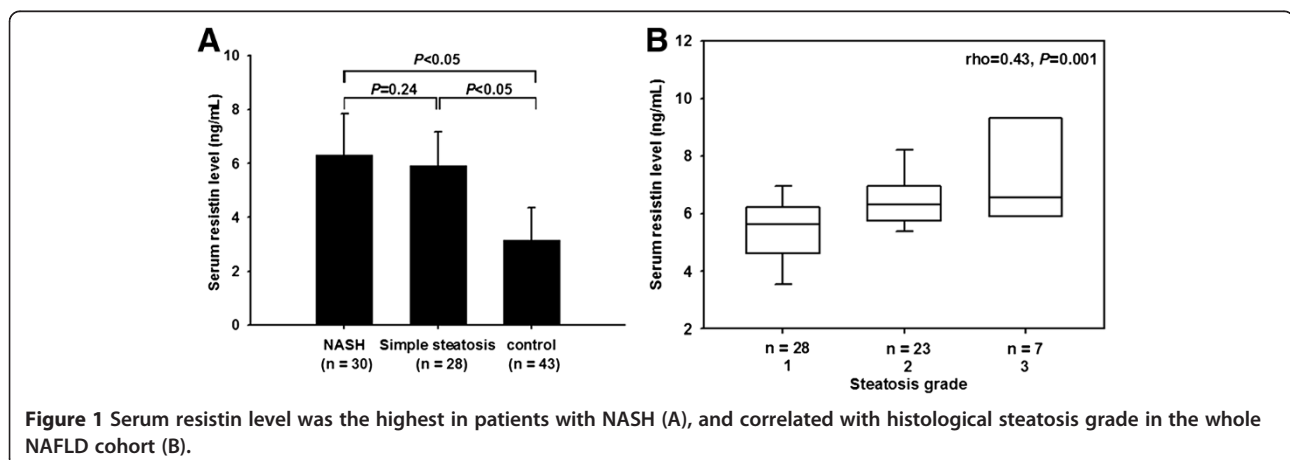 A
Serum resistin level (ng/mL)
10
8
6
4
2
0
P<0.05
P=0.24
P<0.05
NASH
(n = 30)
Simple steatosis
(n = 28)
control
(n = 43)
B
Serum resistin level (ng/mL)
12
10
8
6
4
2
rho=0.43, P=0.001
n = 28
1
n = 23
2
n = 7
3
Steatosis grade
Figure 1 Serum resistin level was the highest in patients with NASH (A), and correlated with histological steatosis grade in the whole
NAFLD cohort (B).